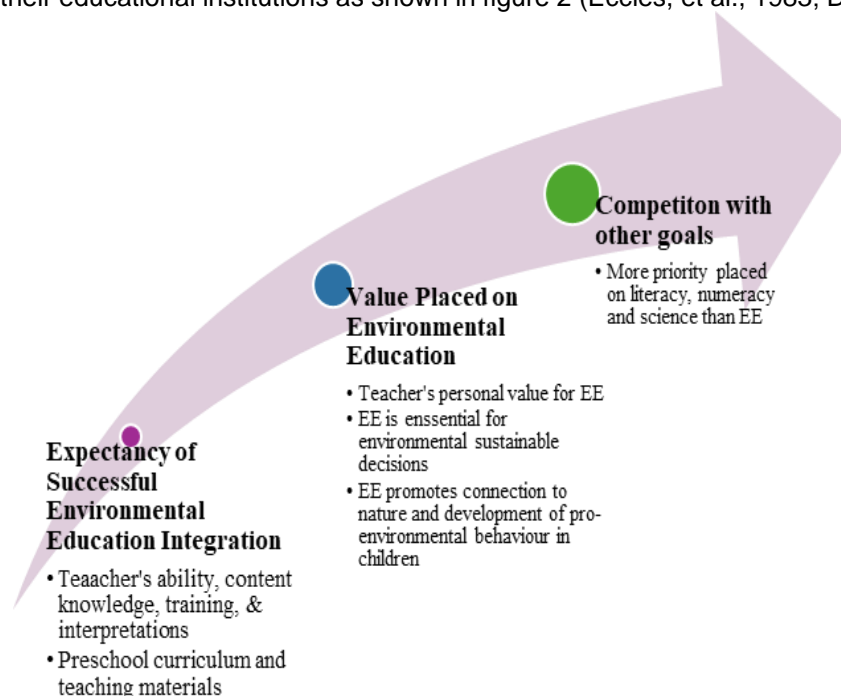 their educational institutions as shown in figure 2 (Eccles, et al., 1983; D
Expectancy of
Successful
Environmental
Education Integration
• Teaacher's ability, content
knowledge, training, &
interpretations
• Preschool curriculum and
teaching materials
Value Placed on
Environmental
Education
• Teacher's personal value for EE
• EE is enssential for
environmental sustainable
decisions
• EE promotes connection to
nature and development of pro-
environmental behaviour in
children
Competiton with
other goals
• More priority placed
on literacy, numeracy
and science than EE